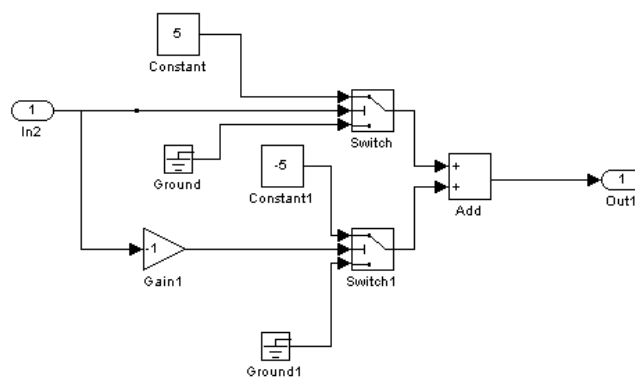 5
Constant
1
In2
Switch
Ground
-5
Constant1
+
+
Add
1
Out1
-1
Gain1
Switch1
Ground1